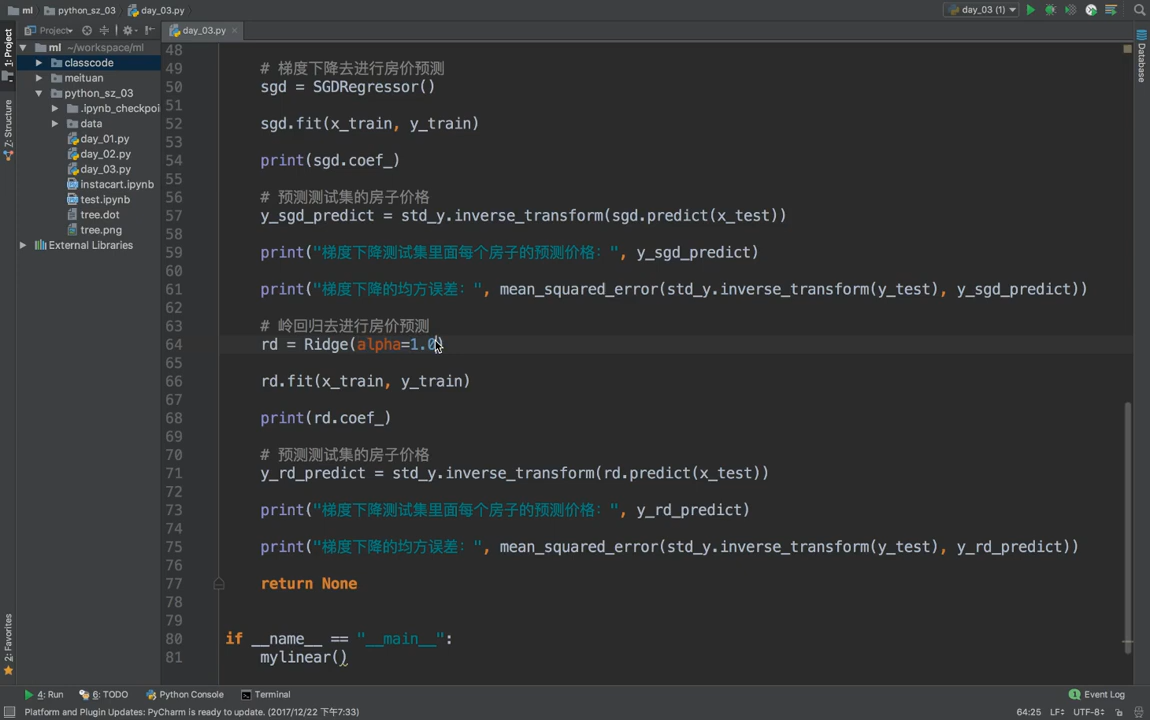 ml
python_sz_03
day_03.py
day_03 (1)
Project
day_03.py
1: Project
Z: Structure
2: Favorites
Database
ml ~/workspace/ml
classcode
meituan
python_sz_03
.ipynb_checkpoi
data
day_01.py
day_02.py
day_03.py
instacart.ipynb
test.ipynb
tree.dot
tree.png
External Libraries
48
49 # 梯度下降去进行房价预测
50 sgd = SGDRegressor()
51
52 sgd.fit(x_train, y_train)
53
54 print(sgd.coef_)
55
56 # 预测测试集的房子价格
57 y_sgd_predict = std_y.inverse_transform(sgd.predict(x_test))
58
59 print("梯度下降测试集里面每个房子的预测价格：", y_sgd_predict)
60
61 print("梯度下降的均方误差：", mean_squared_error(std_y.inverse_transform(y_test), y_sgd_predict))
62
63 # 岭回归去进行房价预测
64 rd = Ridge(alpha=1.0)
65
66 rd.fit(x_train, y_train)
67
68 print(rd.coef_)
69
70 # 预测测试集的房子价格
71 y_rd_predict = std_y.inverse_transform(rd.predict(x_test))
72
73 print("梯度下降测试集里面每个房子的预测价格：", y_rd_predict)
74
75 print("梯度下降的均方误差：", mean_squared_error(std_y.inverse_transform(y_test), y_rd_predict))
76
77 return None
78
79
80 if __name__ == "__main__":
81 mylinear()
4: Run
6: TODO
Python Console
Terminal
1 Event Log
Platform and Plugin Updates: PyCharm is ready to update. (2017/12/22 下午7:33)
64:25 LF÷ UTF-8÷